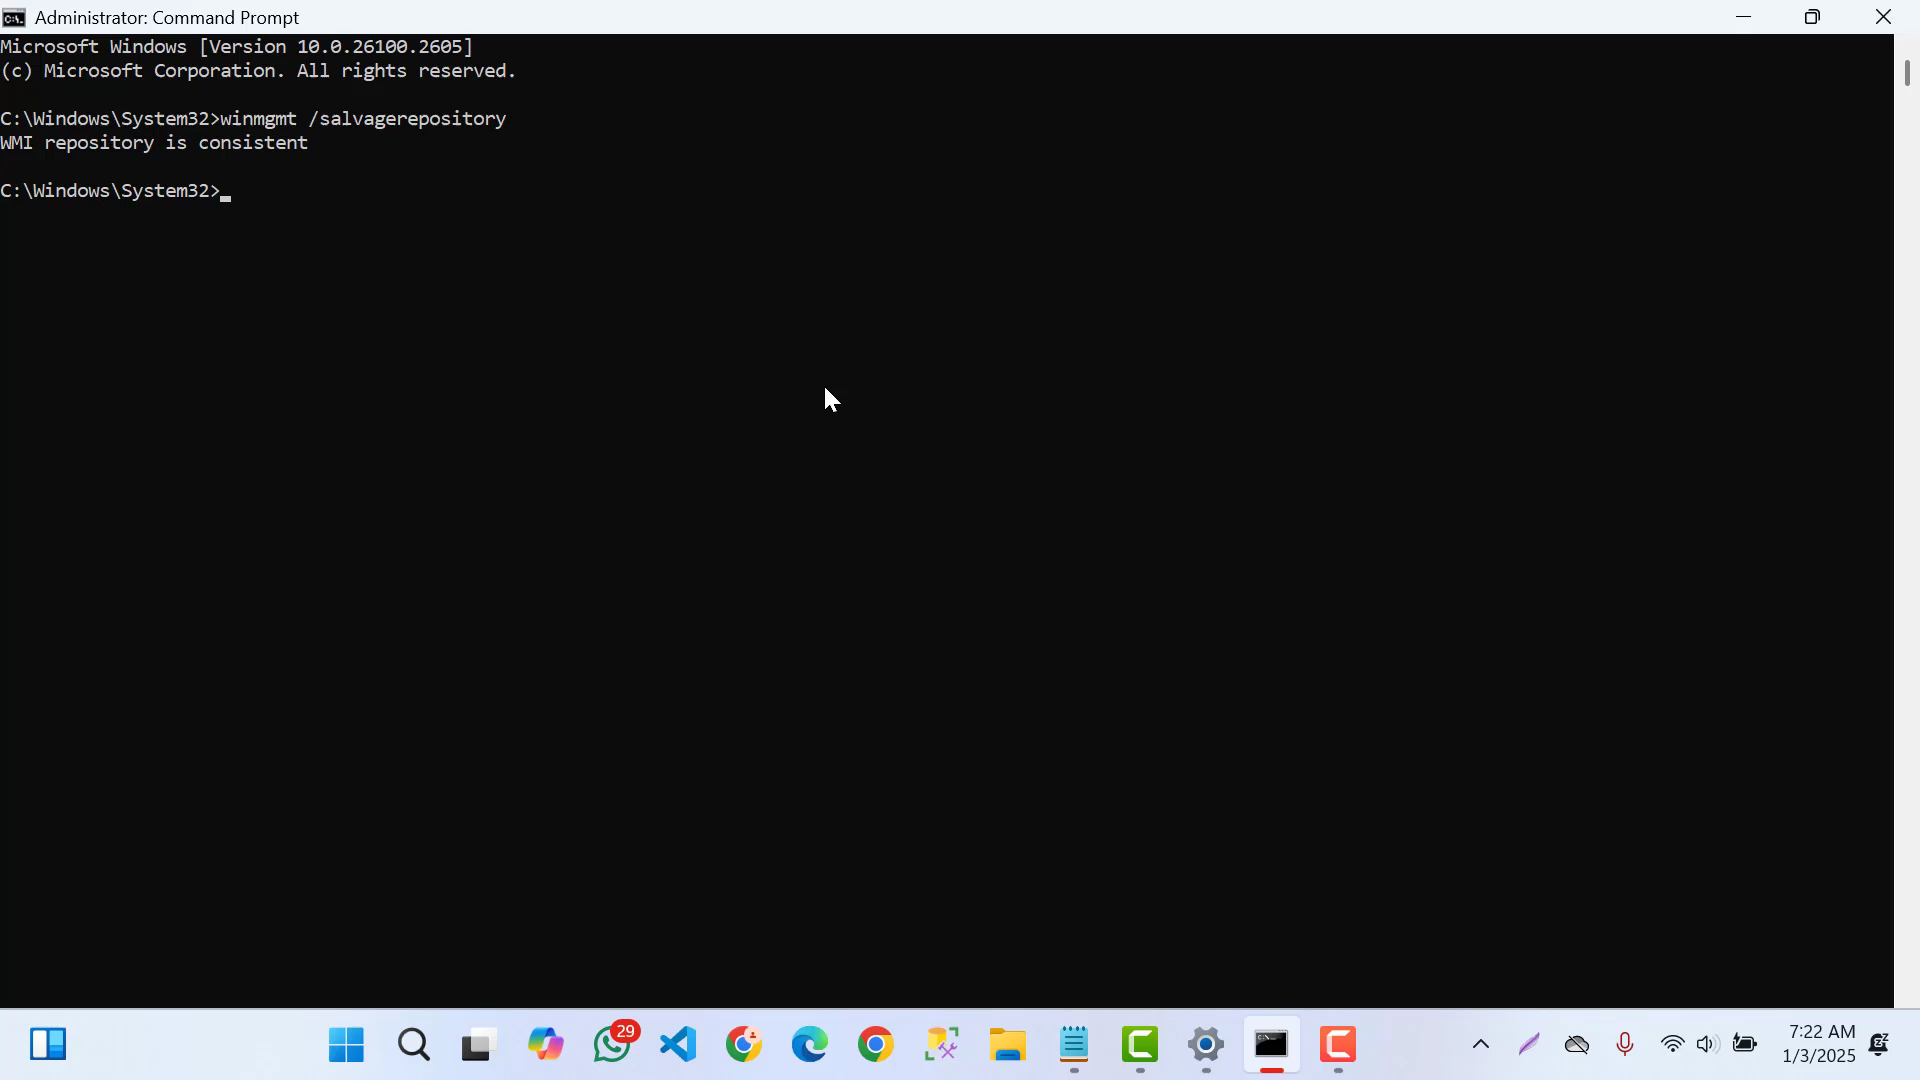 Administrator: Command Prompt
Microsoft Windows [Version 10.0.26100.2605]
(c) Microsoft Corporation. All rights reserved.
C:\Windows\System32>winmgmt /salvagerepository
WMI repository is consistent
C:\Windows\System32>
29
7:22 AM
1/3/2025